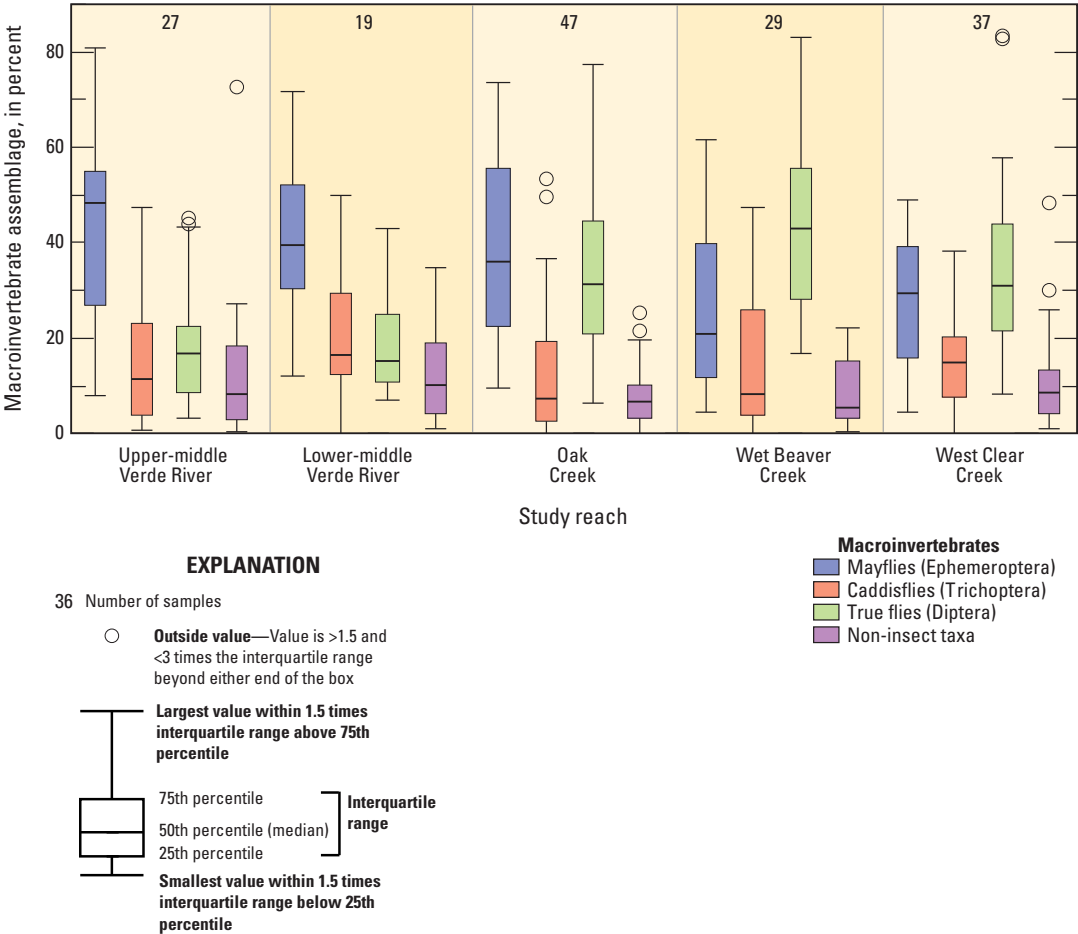 Macroinvertebrate assemblage, in percent
27 19 47 29 37
80
60
40
20
0
Upper-middle
Verde River
Lower-middle
Verde River
Oak
Creek
Wet Beaver
Creek
West Clear
Creek
Study reach
EXPLANATION
36 Number of samples
Outside value—Value is >1.5 and
<3 times the interquartile range
beyond either end of the box
Largest value within 1.5 times
interquartile range above 75th
percentile
75th percentile
50th percentile (median)
25th percentile
Interquartile
range
Smallest value within 1.5 times
interquartile range below 25th
percentile
Macroinvertebrates
Mayflies (Ephemeroptera)
Caddisflies (Trichoptera)
True flies (Diptera)
Non-insect taxa